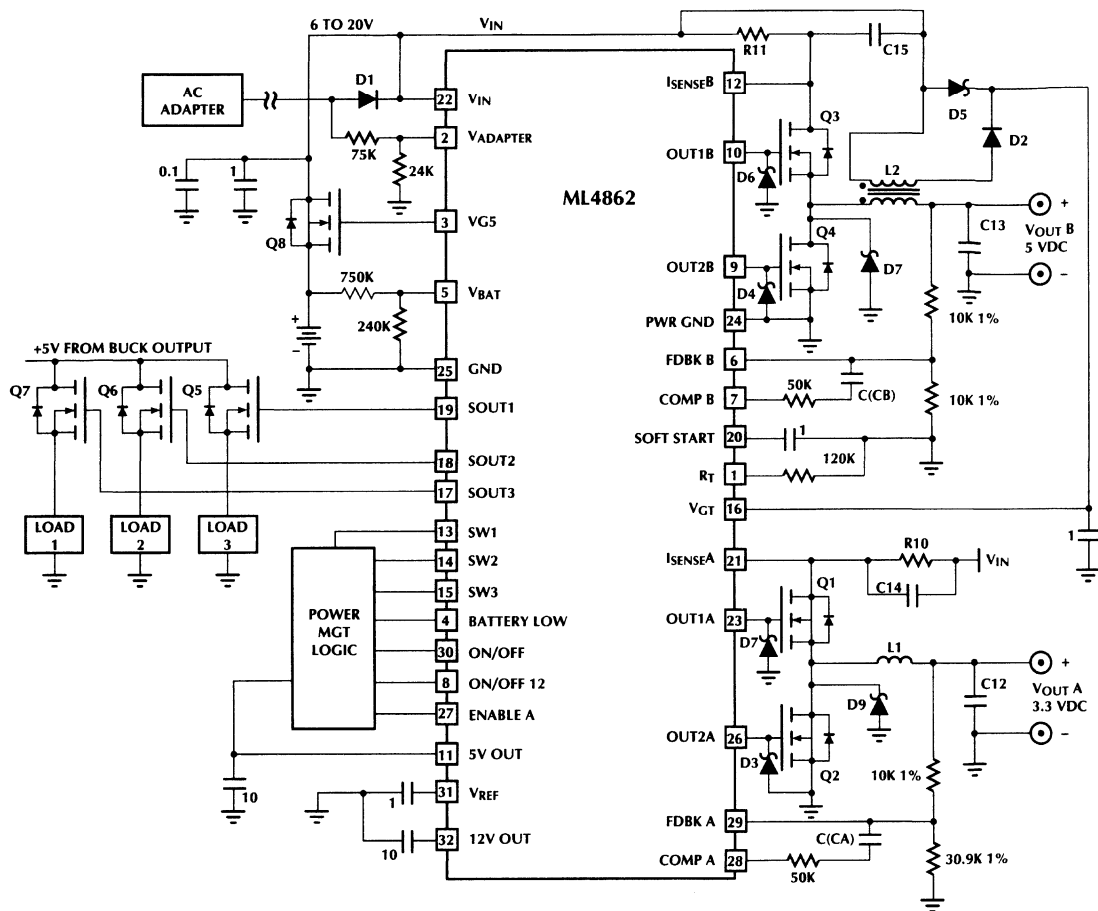 6 TO 20V
VIN
R11
C15
D1
AC
ADAPTER
22
VIN
ISENSEB
12
D5
2
VADAPTER
75K
24K
0.1
1
OUT1B
10
Q3
D6
D2
L2
ML4862
3
VG5
Q8
+
VOUT B
5 VDC
−
C13
Q4
OUT2B
9
D4
D7
750K
5
VBAT
240K
+
−
PWR GND
24
10K 1%
+5V FROM BUCK OUTPUT
FDBK B
6
25
GND
Q7
Q6
Q5
50K
C(CB)
COMP B
7
19
SOUT1
10K 1%
SOFT START
20
1
18
SOUT2
120K
RT
1
17
SOUT3
VGT
16
LOAD
1
LOAD
2
LOAD
3
13
SW1
1
14
SW2
ISENSEA
21
R10
VIN
C14
15
SW3
Q1
POWER
MGT
LOGIC
4
BATTERY LOW
OUT1A
23
D7
30
ON/OFF
L1
+
8
ON/OFF 12
C12
VOUT A
3.3 VDC
D9
27
ENABLE A
−
OUT2A
26
11
5V OUT
D3
Q2
10K 1%
10
31
VREF
1
FDBK A
29
10
32
12V OUT
C(CA)
COMP A
28
50K
30.9K 1%